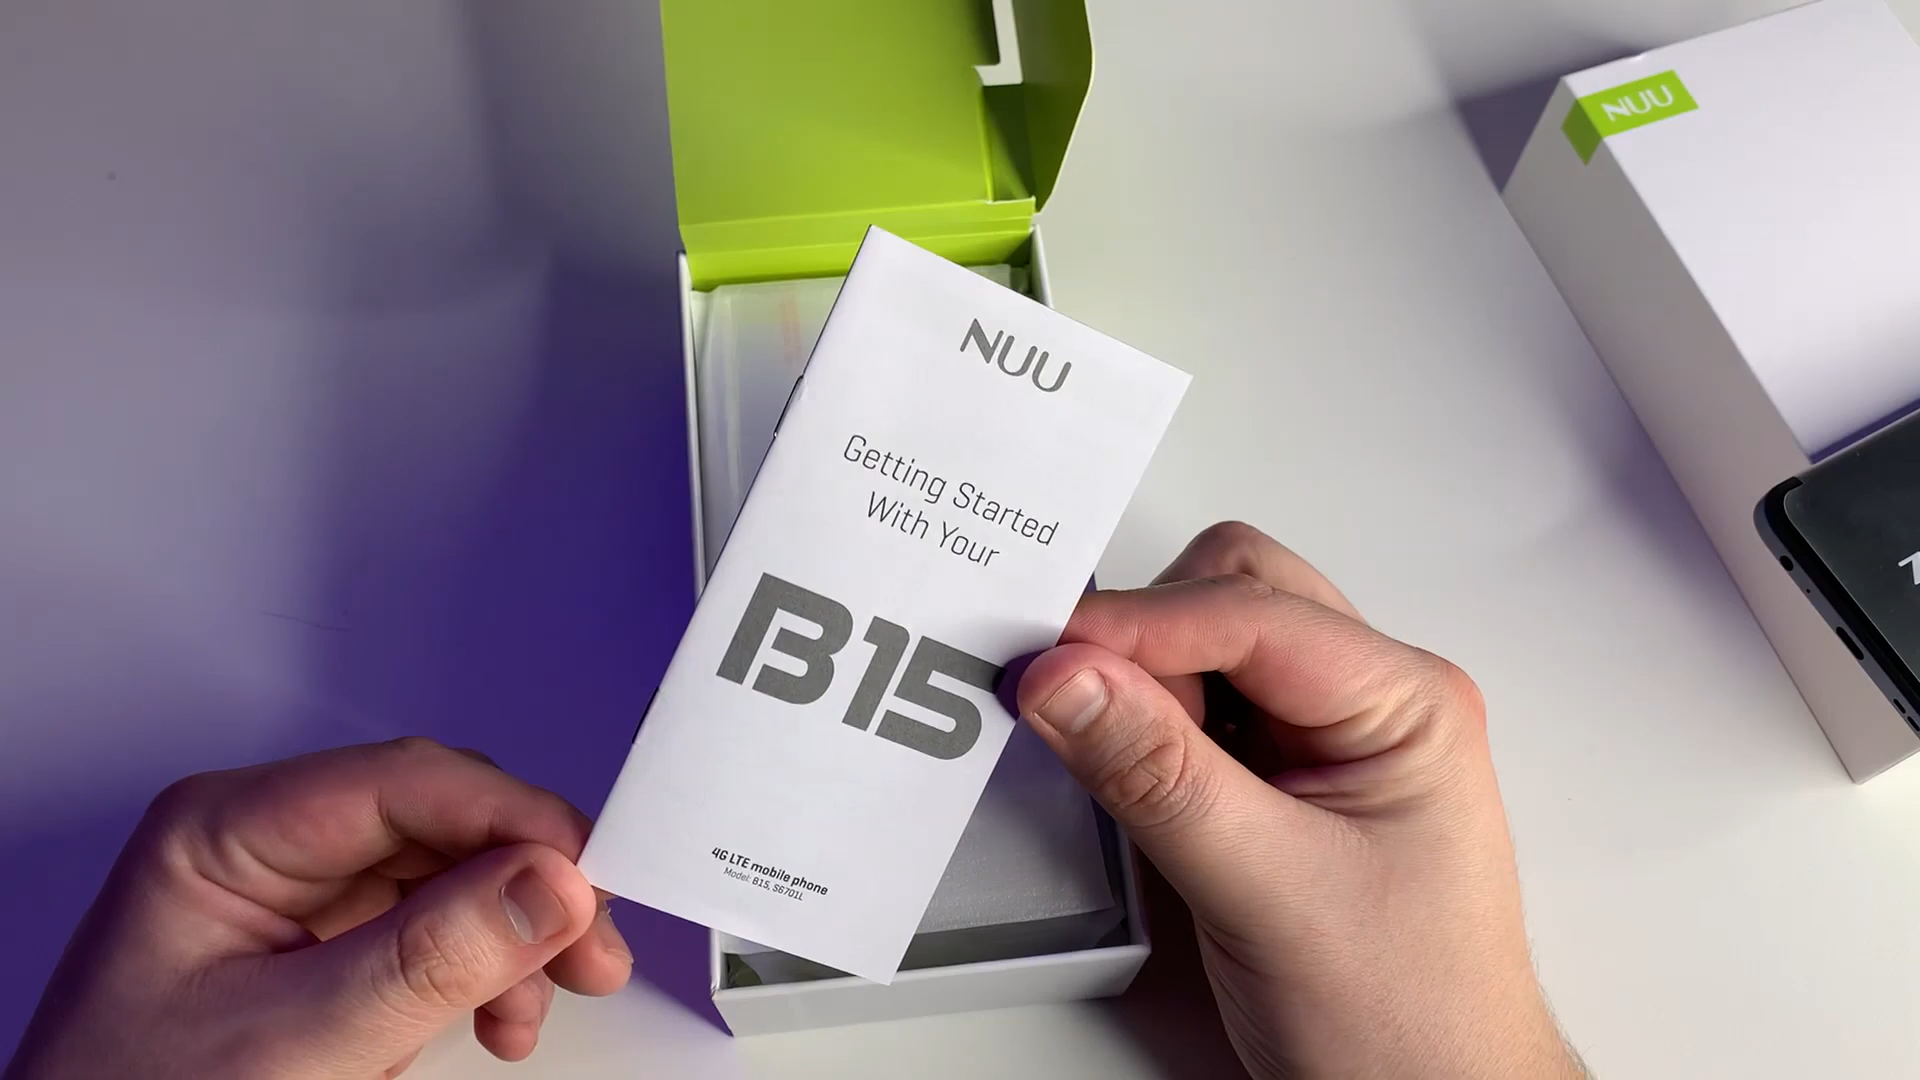 NUU
NUU
Getting Started
With Your
B15
4G LTE mobile phone
Model: B15, S6701L